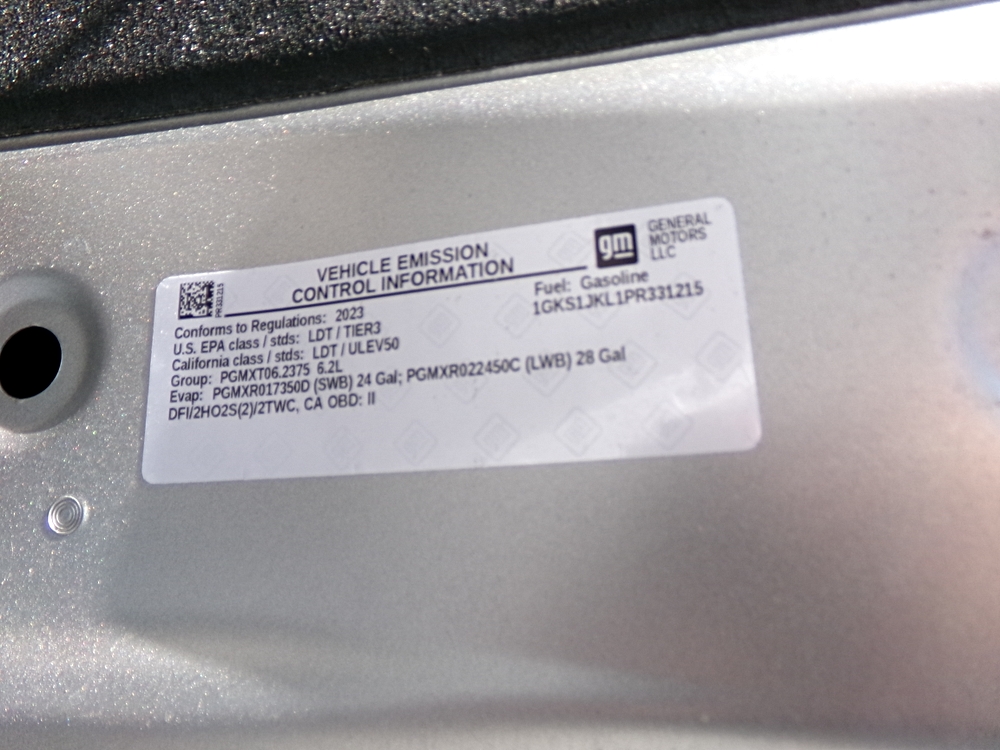 VEHICLE EMISSION
CONTROL INFORMATION
gm
GENERAL
MOTORS
LLC
PR331215
Fuel: Gasoline
1GKS1JKL1PR331215
Conforms to Regulations: 2023
U.S. EPA class / stds: LDT / TIER3
California class / stds: LDT / ULEV50
Group: PGMXT06.2375 6.2L
Evap: PGMXR017350D (SWB) 24 Gal; PGMXR022450C (LWB) 28 Gal
DFI/2HO2S(2)/2TWC, CA OBD: II